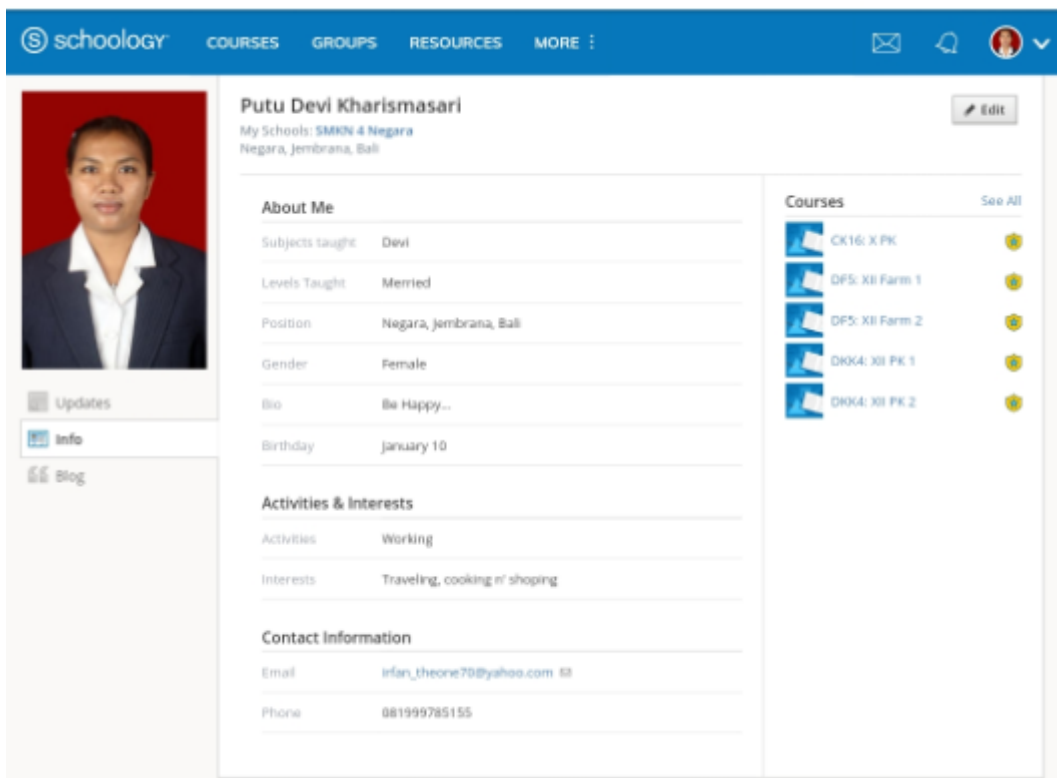 schoology COURSES GROUPS RESOURCES MORE
Putu Devi Kharismasari
Edit
My Schools: SMKN 4 Negara
Negara, Jembrana, Bali
Updates
Info
Blog
About Me
Subjects taught Devi
Levels Taught Merried
Position Negara, Jembrana, Bali
Gender Female
Bio Be Happy...
Birthday January 10
Activities & Interests
Activities Working
Interests Traveling, cooking n' shoping
Contact Information
Email irfan_theone70@yahoo.com
Phone 081999785155
Courses See All
CK16: X PK
DF5: XII Farm 1
DF5: XII Farm 2
DKK4: XII PK 1
DKK4: XII PK 2